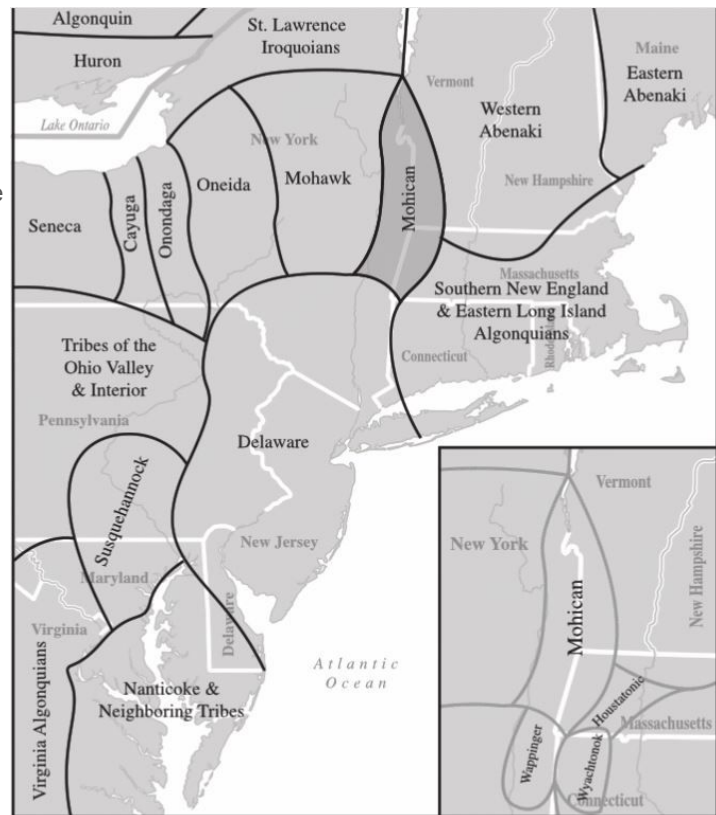 Algonquin
Huron
St. Lawrence
Iroquoians
Maine
Eastern
Abenaki
Vermont
Western
Abenaki
Lake Ontario
New York
Oneida
Mohawk
Mohican
New Hampshire
Seneca
Cayuga
Onondaga
Massachusetts
Southern New England
& Eastern Long Island
Algonquians
Connecticut
Tribes of the
Ohio Valley
& Interior
Pennsylvania
Delaware
Susquehannock
New Jersey
Maryland
Delaware
Virginia
Virginia Algonquians
Nanticoke &
Neighboring Tribes
Atlantic
Ocean
Vermont
New York
New Hampshire
Mohican
Houstatonic
Massachusetts
Wappinger
Wyachtonok
Connecticut